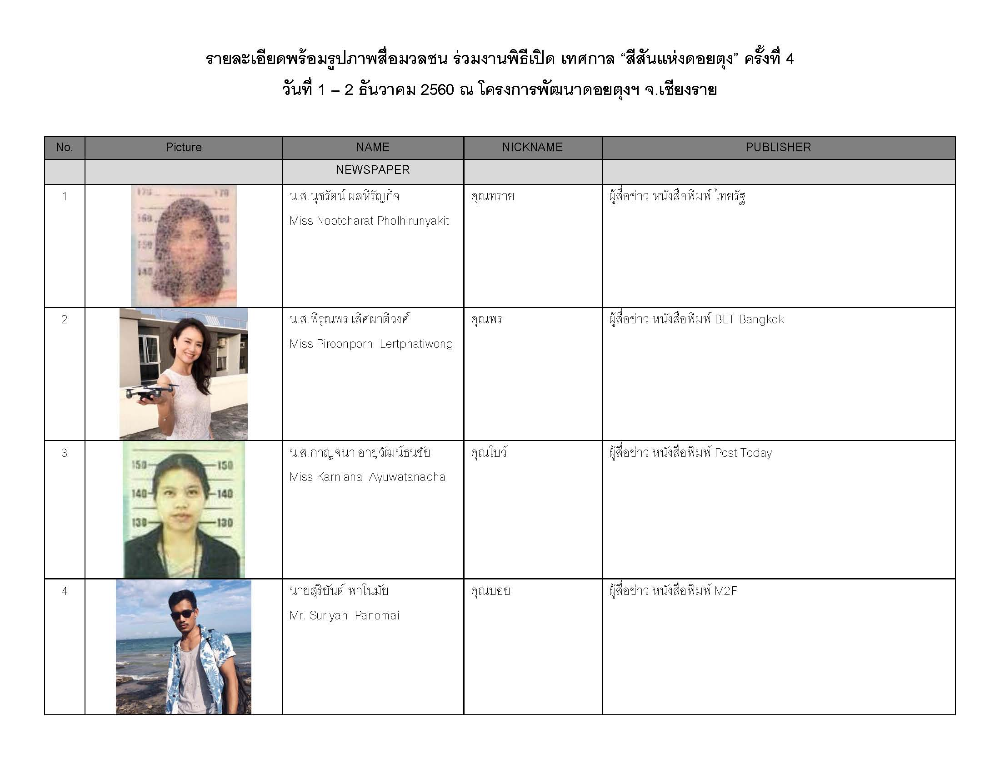 รายละเอียดพร้อมรูปภาพสื่อมวลชน ร่วมงานพิธีเปิด เทศกาล “สีสันแห่งดอยตุง” ครั้งที่ 4
วันที่ 1 – 2 ธันวาคม 2560 ณ โครงการพัฒนาดอยตุงฯ จ.เชียงราย
No. Picture NAME NICKNAME PUBLISHER
NEWSPAPER
1 น.ส.นุชรัตน์ ผลหิรัญกิจ คุณทราย ผู้สื่อข่าว หนังสือพิมพ์ ไทยรัฐ
Miss Nootcharat Pholhirunyakit
170 170
160 180
150
140
2 น.ส.พิรุณพร เลิศผาติวงศ์ คุณพร ผู้สื่อข่าว หนังสือพิมพ์ BLT Bangkok
Miss Piroonporn Lertphatiwong
3 น.ส.กาญจนา อายุวัฒน์ธนชัย คุณโบว์ ผู้สื่อข่าว หนังสือพิมพ์ Post Today
Miss Karnjana Ayuwatanachai
150 150
140 140
130 130
4 นายสุริยันต์ พาโนมัย คุณบอย ผู้สื่อข่าว หนังสือพิมพ์ M2F
Mr. Suriyan Panomai